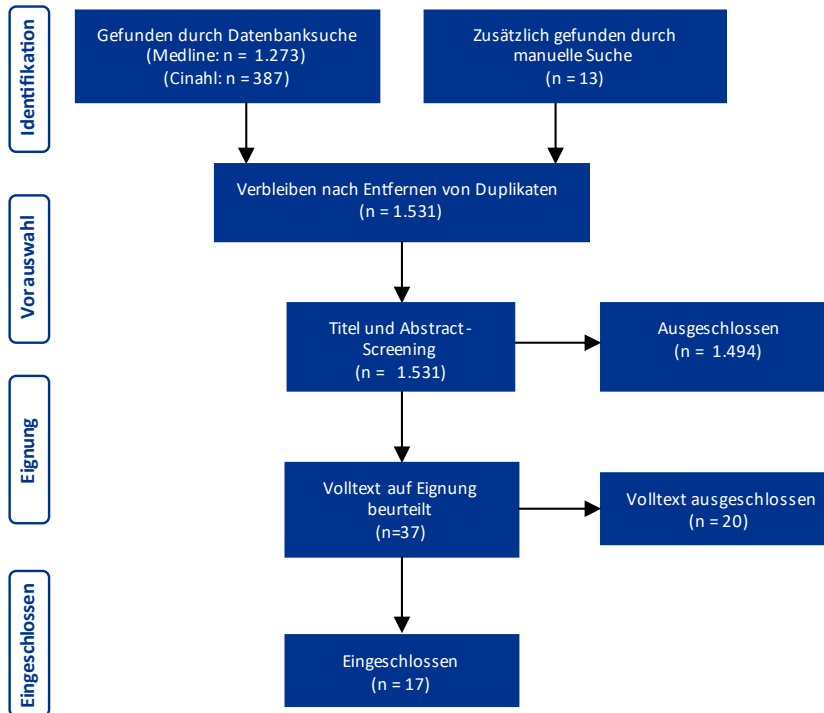 Identifikation
Gefunden durch Datenbanksuche
(Medline: n = 1.273)
(Cinahl: n = 387)
Zusätzlich gefunden durch
manuelle Suche
(n = 13)
Verbleiben nach Entfernen von Duplikaten
(n = 1.531)
Vorauswahl
Titel und Abstract-
Screening
(n = 1.531)
Ausgeschlossen
(n = 1.494)
Eignung
Volltext auf Eignung
beurteilt
(n=37)
Volltext ausgeschlossen
(n = 20)
Eingeschlossen
Eingeschlossen
(n = 17)